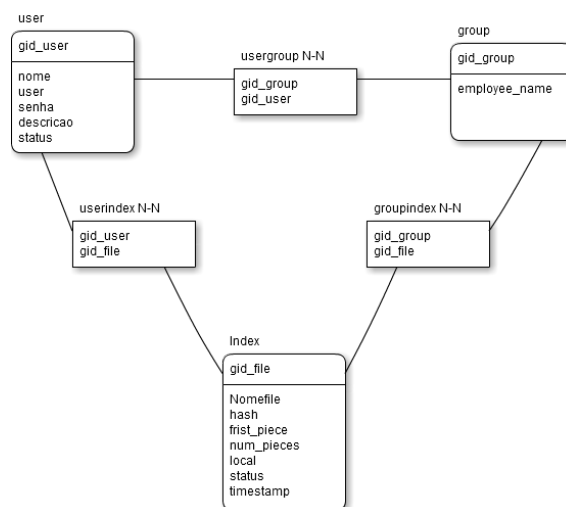 user
gid_user
nome
user
senha
descricao
status
usergroup N-N
gid_group
gid_user
group
gid_group
employee_name
userindex N-N
gid_user
gid_file
groupindex N-N
gid_group
gid_file
Index
gid_file
Nomefile
hash
frist_piece
num_pieces
local
status
timestamp